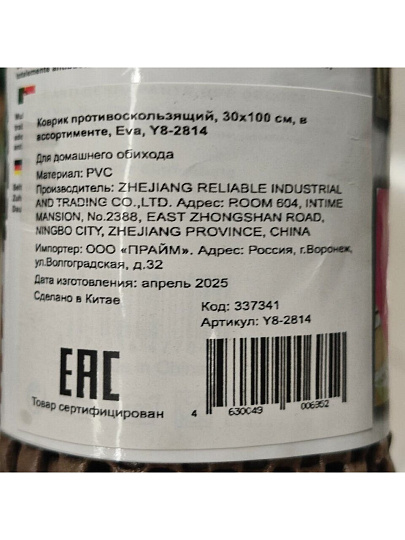 Коврик противоскользящий, 30х100 см, в
ассортименте, Eva, Y8-2814
Для домашнего обихода
Материал: PVC
Производитель: ZHEJIANG RELIABLE INDUSTRIAL
AND TRADING CO.,LTD. Адрес: ROOM 604, INTIME
MANSION, No.2388, EAST ZHONGSHAN ROAD,
NINGBO CITY, ZHEJIANG PROVINCE, CHINA
Импортер: ООО «ПРАЙМ». Адрес: Россия, г.Воронеж,
ул.Волгоградская, д.32
Дата изготовления: апрель 2025
Сделано в Китае
Код: 337341
Артикул: Y8-2814
EAC
Товар сертифицирован
4 630049 006952